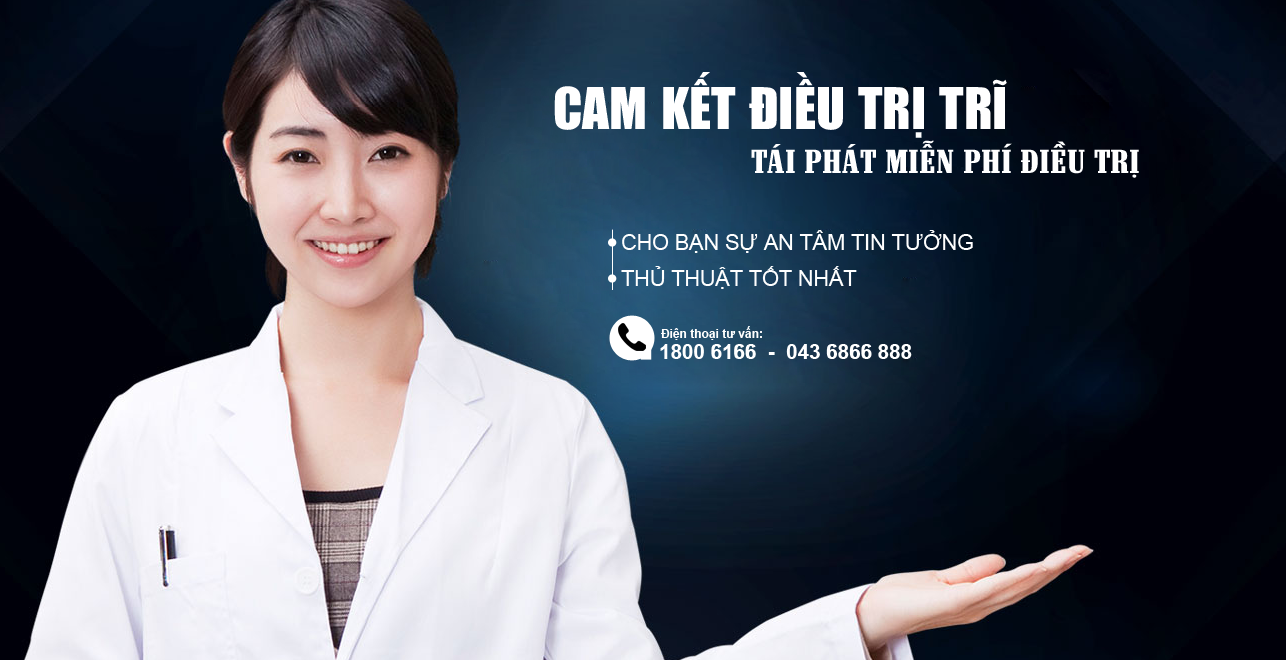 CAM KẾT ĐIỀU TRỊ TRĨ
TÁI PHÁT MIỄN PHÍ ĐIỀU TRỊ
CHO BẠN SỰ AN TÂM TIN TƯỞNG
THỦ THUẬT TỐT NHẤT
Điện thoại tư vấn:
1800 6166 - 043 6866 888